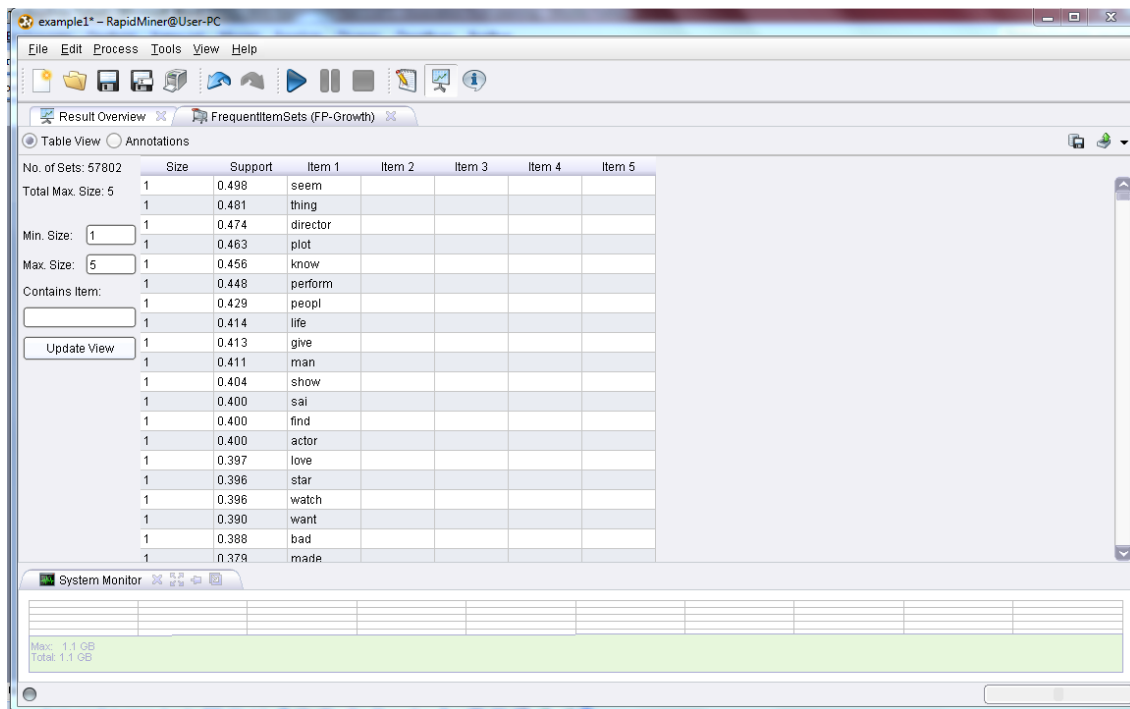 example1* – RapidMiner@User-PC
File Edit Process Tools View Help
Result Overview FrequentItemSets (FP-Growth)
Table View Annotations
No. of Sets: 57802
Total Max. Size: 5
Min. Size: 1
Max. Size: 5
Contains Item:
Update View
Size Support Item 1 Item 2 Item 3 Item 4 Item 5
1 0.498 seem
1 0.481 thing
1 0.474 director
1 0.463 plot
1 0.456 know
1 0.448 perform
1 0.429 peopl
1 0.414 life
1 0.413 give
1 0.411 man
1 0.404 show
1 0.400 sai
1 0.400 find
1 0.400 actor
1 0.397 love
1 0.396 star
1 0.396 watch
1 0.390 want
1 0.388 bad
1 0.379 made
System Monitor
Max: 1.1 GB
Total: 1.1 GB